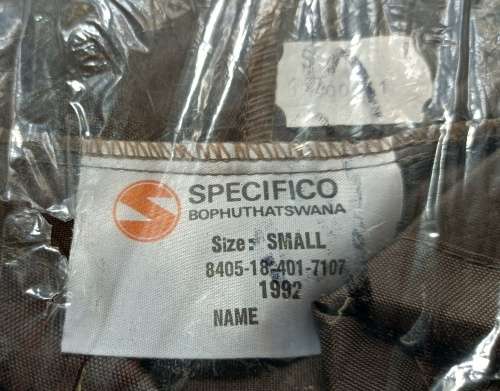 SPECIFICO
BOPHUTHATSWANA
Size: SMALL
8405-18-401-7107
1992
NAME